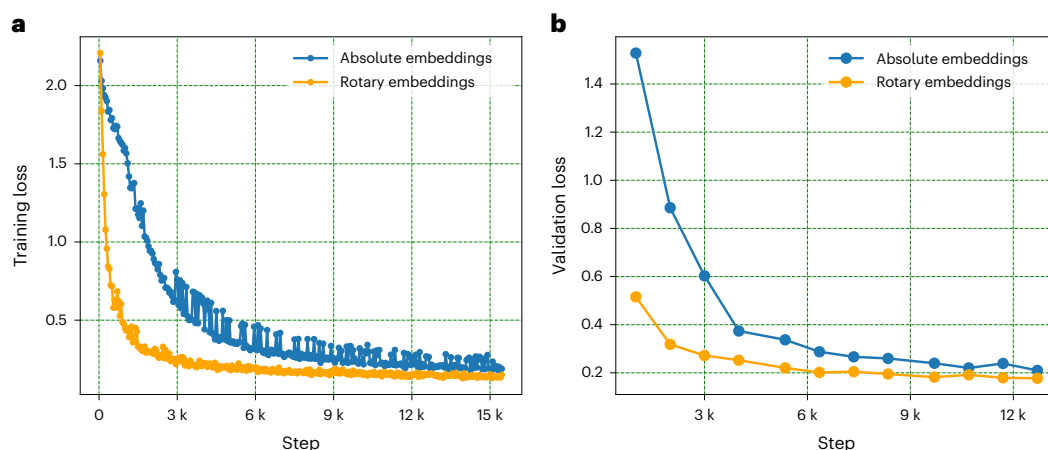 a
Training loss
2.0
1.5
1.0
0.5
0
3 k
6 k
9 k
12 k
15 k
Step
Absolute embeddings
Rotary embeddings
b
Validation loss
1.4
1.2
1.0
0.8
0.6
0.4
0.2
3 k
6 k
9 k
12 k
Step
Absolute embeddings
Rotary embeddings